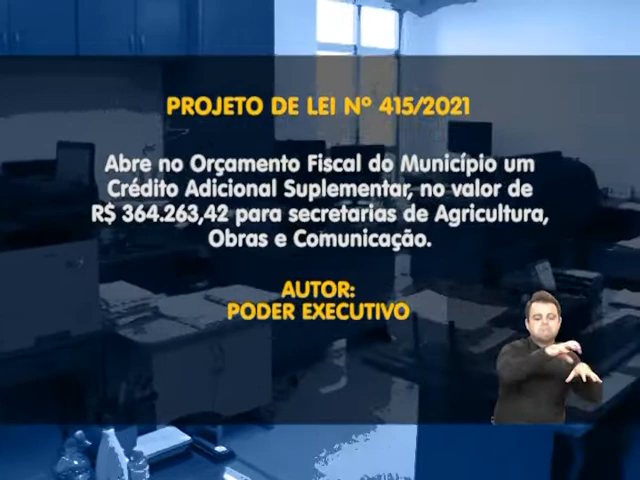 PROJETO DE LEI Nº 415/2021
Abre no Orçamento Fiscal do Município um
Crédito Adicional Suplementar, no valor de
R$ 364.263,42 para secretarias de Agricultura,
Obras e Comunicação.
AUTOR:
PODER EXECUTIVO